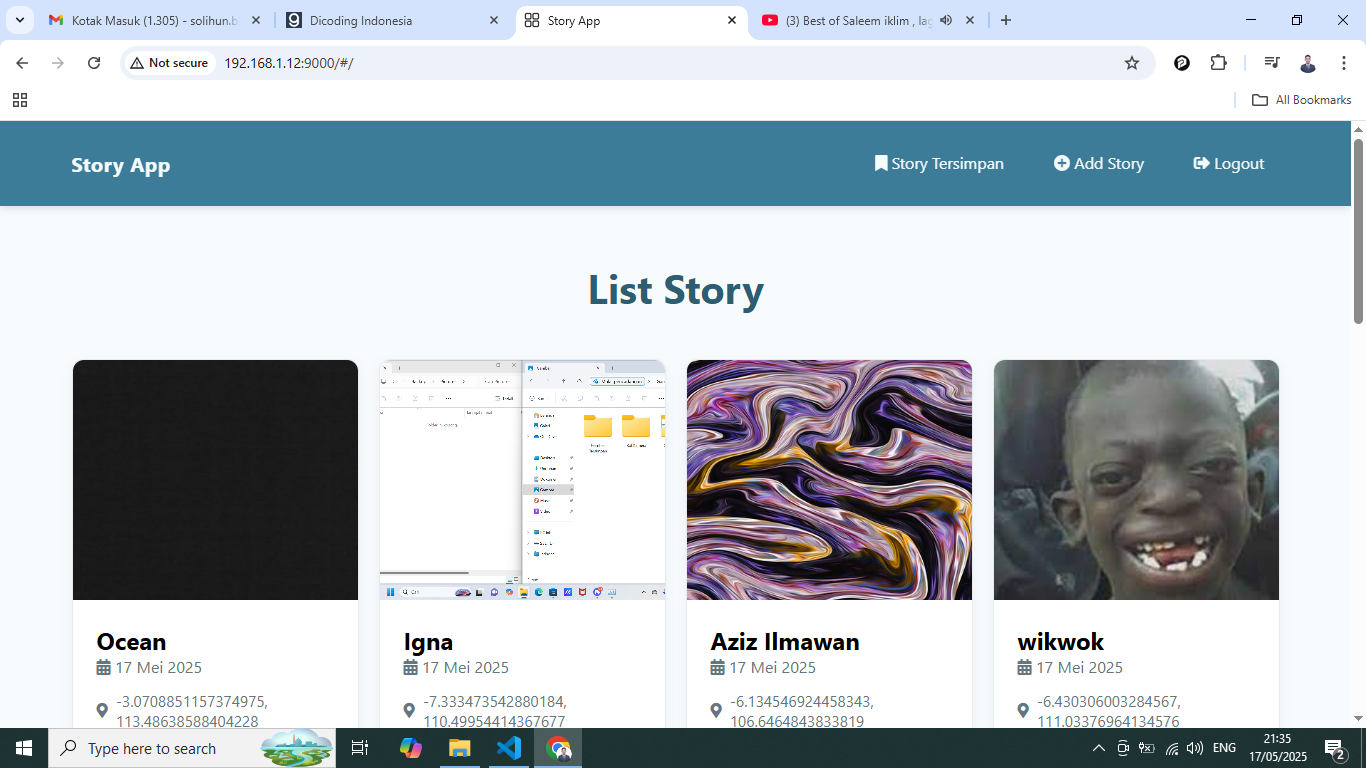 Kotak Masuk (1.305) - solihun.b
Dicoding Indonesia
Story App
(3) Best of Saleem iklim , lag
Not secure
192.168.1.12:9000/#/
All Bookmarks
Story App
Story Tersimpan
Add Story
Logout
List Story
Ocean
17 Mei 2025
-3.0708851157374975,
113.48638588404228
Igna
17 Mei 2025
-7.333473542880184,
110.49954414367677
Aziz Ilmawan
17 Mei 2025
-6.134546924458343,
106.6464843833819
wikwok
17 Mei 2025
-6.430306003284567,
111.03376964134576
Type here to search
ENG
21:35
17/05/2025
2